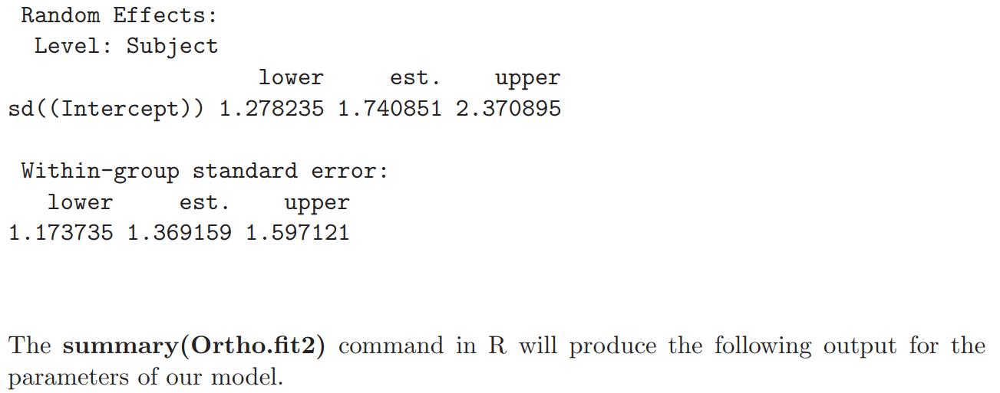 Random Effects:
Level: Subject
lower est. upper
sd((Intercept)) 1.278235 1.740851 2.370895
Within-group standard error:
lower est. upper
1.173735 1.369159 1.597121
The summary(Ortho.fit2) command in R will produce the following output for the
parameters of our model.